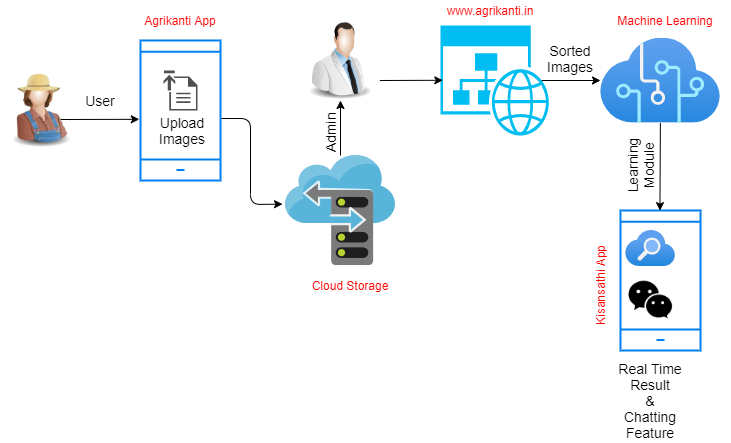 Agrikanti App
www.agrikanti.in
Machine Learning
User
Upload
Images
Admin
Sorted
Images
Learning
Module
Cloud Storage
Kisansathi App
Real Time
Result
&
Chatting
Feature